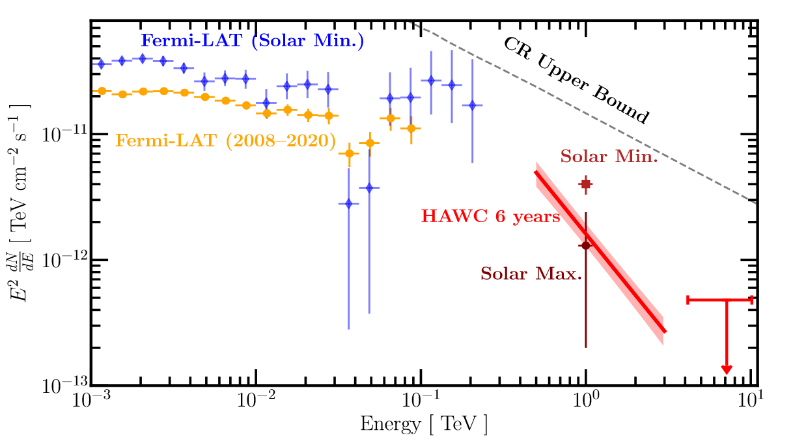 Fermi-LAT (Solar Min.)
CR Upper Bound
Fermi-LAT (2008–2020)
Solar Min.
HAWC 6 years
Solar Max.
E² dN/dE [ TeV cm⁻² s⁻¹ ]
10⁻¹¹
10⁻¹²
10⁻¹³
10⁻³ 10⁻² 10⁻¹ 10⁰ 10¹
Energy [ TeV ]